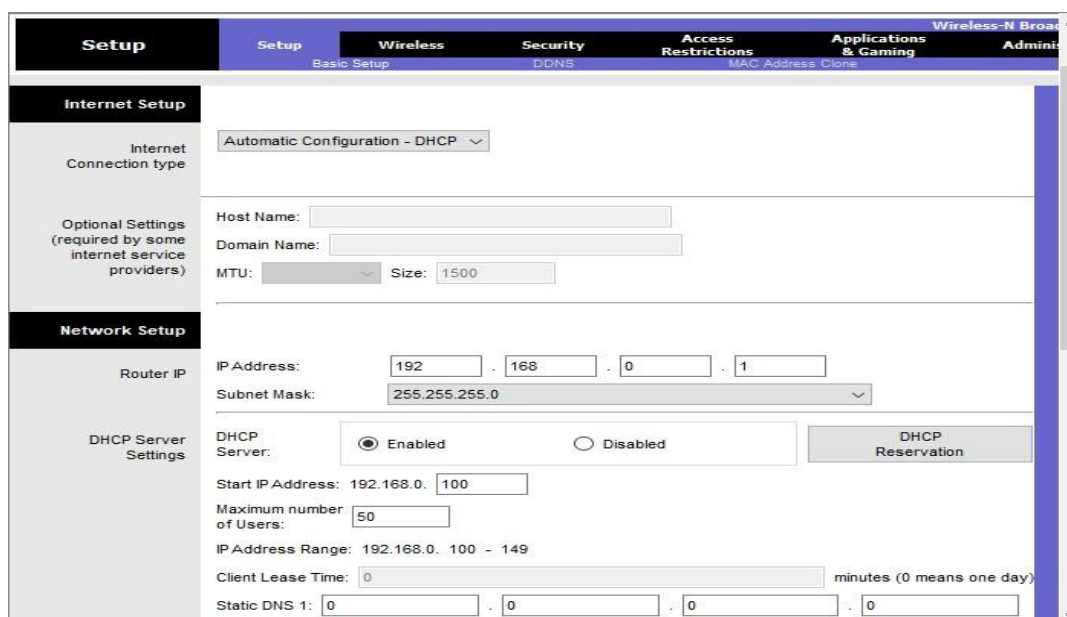 Wireless-N Broad
Setup
Setup Wireless Security Access Restrictions Applications & Gaming Adminis
Basic Setup DDNS MAC Address Clone
Internet Setup
Internet Connection type
Automatic Configuration - DHCP
Optional Settings (required by some internet service providers)
Host Name:
Domain Name:
MTU: Size: 1500
Network Setup
Router IP
IP Address: 192 . 168 . 0 . 1
Subnet Mask: 255.255.255.0
DHCP Server Settings
DHCP Server: Enabled Disabled DHCP Reservation
Start IP Address: 192.168.0. 100
Maximum number of Users: 50
IP Address Range: 192.168.0. 100 - 149
Client Lease Time: 0 minutes (0 means one day)
Static DNS 1: 0 . 0 . 0 . 0